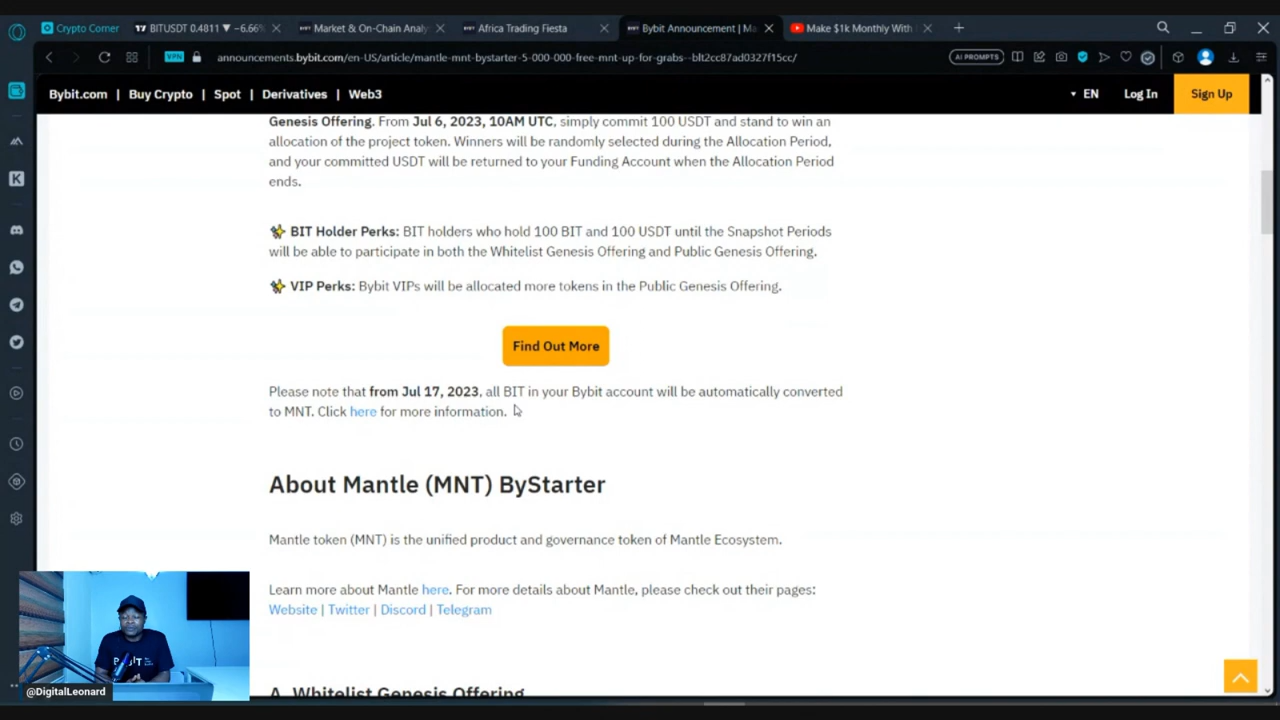 Crypto Corner
BITUSDT 0.4811 ▼ -6.66%
Market & On-Chain Analy
Africa Trading Fiesta
Bybit Announcement | Ma
Make $1k Monthly With
VPN
announcements.bybit.com/en-US/article/mantle-mnt-bystarter-5-000-000-free-mnt-up-for-grabs--blt2cc87ad0327f15cc/
AI PROMPTS
Bybit.com | Buy Crypto | Spot | Derivatives | Web3
EN
Log In
Sign Up
Genesis Offering. From Jul 6, 2023, 10AM UTC, simply commit 100 USDT and stand to win an
allocation of the project token. Winners will be randomly selected during the Allocation Period,
and your committed USDT will be returned to your Funding Account when the Allocation Period
ends.
BIT Holder Perks: BIT holders who hold 100 BIT and 100 USDT until the Snapshot Periods
will be able to participate in both the Whitelist Genesis Offering and Public Genesis Offering.
VIP Perks: Bybit VIPs will be allocated more tokens in the Public Genesis Offering.
Find Out More
Please note that from Jul 17, 2023, all BIT in your Bybit account will be automatically converted
to MNT. Click here for more information.
About Mantle (MNT) ByStarter
Mantle token (MNT) is the unified product and governance token of Mantle Ecosystem.
Learn more about Mantle here. For more details about Mantle, please check out their pages:
Website | Twitter | Discord | Telegram
A. Whitelist Genesis Offering
@DigitalLeonard